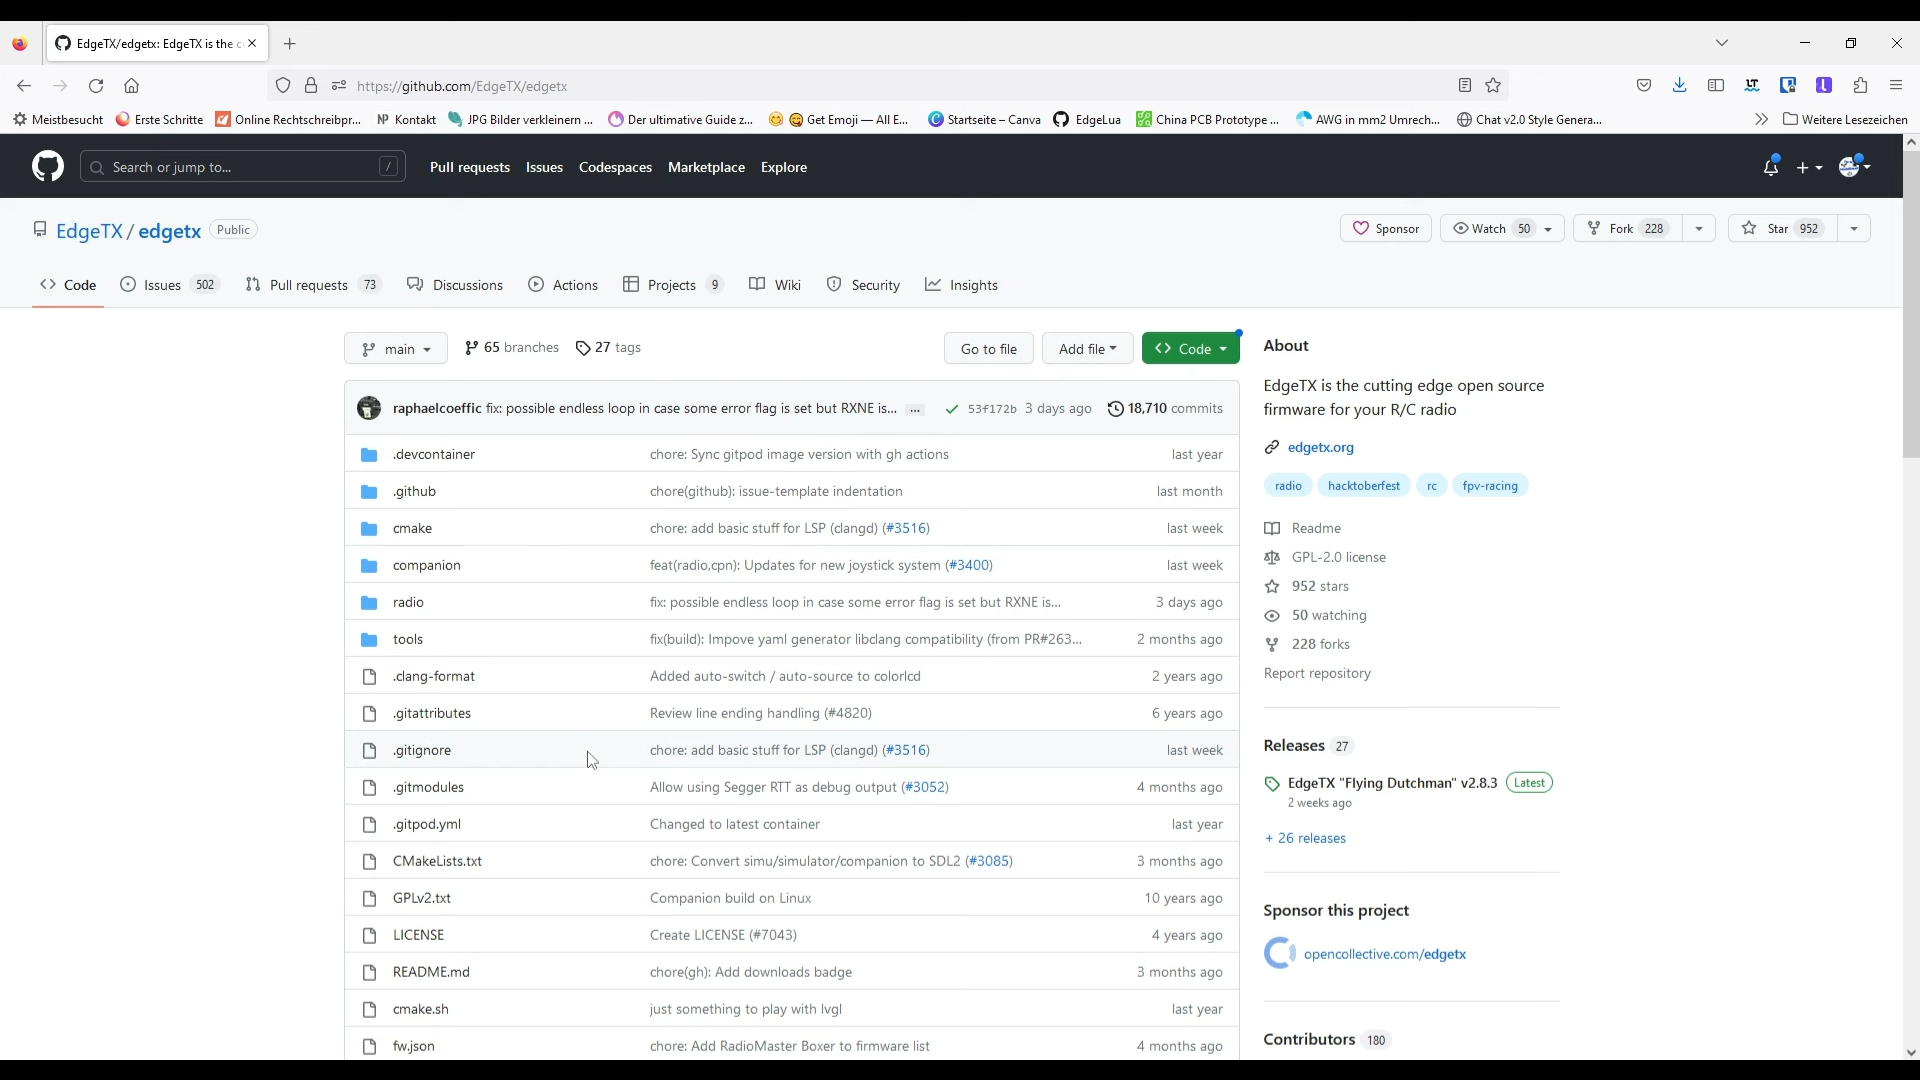 EdgeTX/edgetx: EdgeTX is the c
https://github.com/EdgeTX/edgetx
Meistbesucht Erste Schritte Online Rechtschreibpr... Kontakt JPG Bilder verkleinern ... Der ultimative Guide z... Get Emoji — All E... Startseite – Canva EdgeLua China PCB Prototype ... AWG in mm2 Umrech... Chat v2.0 Style Genera... Weitere Lesezeichen
Search or jump to... / Pull requests Issues Codespaces Marketplace Explore
EdgeTX / edgetx Public Sponsor Watch 50 Fork 228 Star 952
Code Issues 502 Pull requests 73 Discussions Actions Projects 9 Wiki Security Insights
main 65 branches 27 tags Go to file Add file Code
raphaelcoeffic fix: possible endless loop in case some error flag is set but RXNE is... ... 53f172b 3 days ago 18,710 commits
.devcontainer chore: Sync gitpod image version with gh actions last year
.github chore(github): issue-template indentation last month
cmake chore: add basic stuff for LSP (clangd) (#3516) last week
companion feat(radio,cpn): Updates for new joystick system (#3400) last week
radio fix: possible endless loop in case some error flag is set but RXNE is... 3 days ago
tools fix(build): Impove yaml generator libclang compatibility (from PR#263... 2 months ago
.clang-format Added auto-switch / auto-source to colorlcd 2 years ago
.gitattributes Review line ending handling (#4820) 6 years ago
.gitignore chore: add basic stuff for LSP (clangd) (#3516) last week
.gitmodules Allow using Segger RTT as debug output (#3052) 4 months ago
.gitpod.yml Changed to latest container last year
CMakeLists.txt chore: Convert simu/simulator/companion to SDL2 (#3085) 3 months ago
GPLv2.txt Companion build on Linux 10 years ago
LICENSE Create LICENSE (#7043) 4 years ago
README.md chore(gh): Add downloads badge 3 months ago
cmake.sh just something to play with lvgl last year
fw.json chore: Add RadioMaster Boxer to firmware list 4 months ago
About
EdgeTX is the cutting edge open source
firmware for your R/C radio
edgetx.org
radio hacktoberfest rc fpv-racing
Readme
GPL-2.0 license
952 stars
50 watching
228 forks
Report repository
Releases 27
EdgeTX "Flying Dutchman" v2.8.3 Latest
2 weeks ago
+ 26 releases
Sponsor this project
opencollective.com/edgetx
Contributors 180